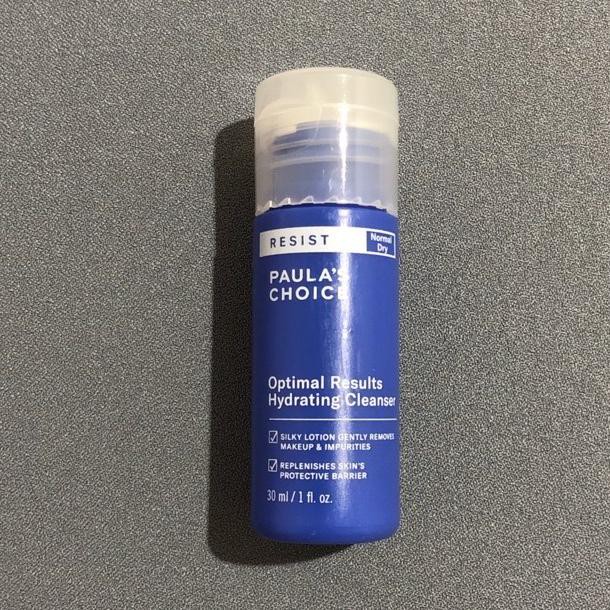 RESIST
Normal
Dry
PAULA'S
CHOICE
Optimal Results
Hydrating Cleanser
SILKY LOTION GENTLY REMOVES
MAKEUP & IMPURITIES
REPLENISHES SKIN'S
PROTECTIVE BARRIER
30 ml / 1 fl. oz.